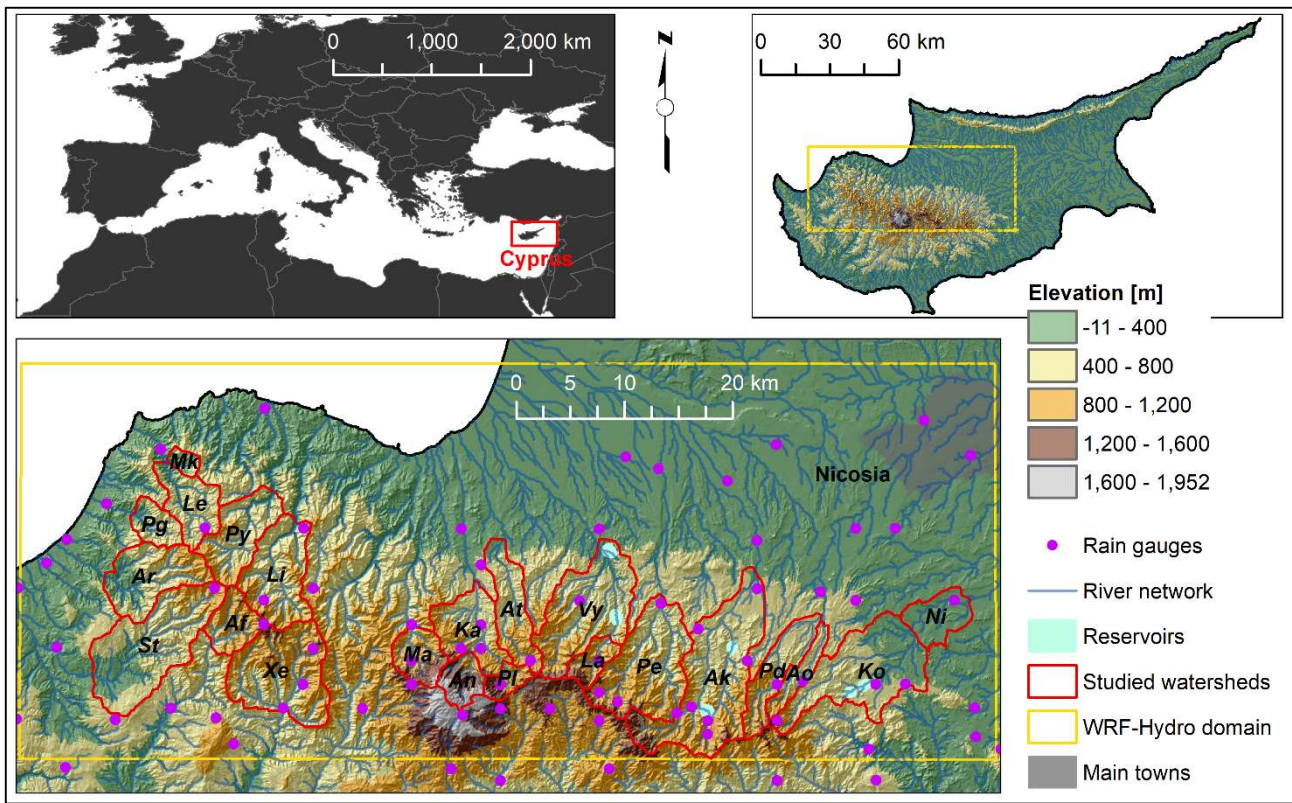 0 1,000 2,000 km
N
Cyprus
0 30 60 km
Elevation [m]
-11 - 400
400 - 800
800 - 1,200
1,200 - 1,600
1,600 - 1,952
Rain gauges
River network
Reservoirs
Studied watersheds
WRF-Hydro domain
Main towns
0 5 10 20 km
Nicosia
Mk
Le
Pg
Py
Ar
Li
Af
St
Xe
At
Vy
Ka
Ma
An
Pl
La
Pe
Ak
Pd
Ao
Ko
Ni